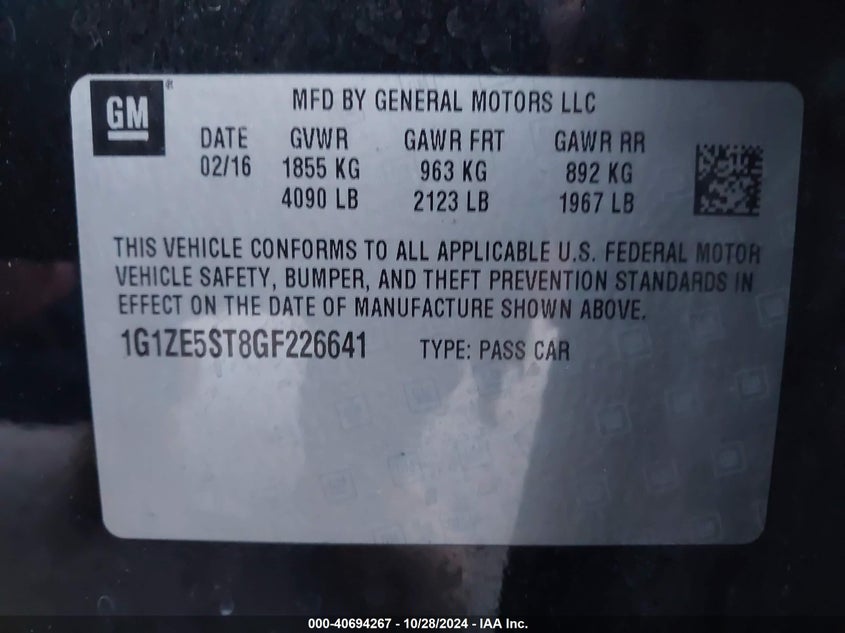 GM
MFD BY GENERAL MOTORS LLC
DATE GVWR GAWR FRT GAWR RR
02/16 1855 KG 963 KG 892 KG
4090 LB 2123 LB 1967 LB
THIS VEHICLE CONFORMS TO ALL APPLICABLE U.S. FEDERAL MOTOR
VEHICLE SAFETY, BUMPER, AND THEFT PREVENTION STANDARDS IN
EFFECT ON THE DATE OF MANUFACTURE SHOWN ABOVE.
1G1ZE5ST8GF226641 TYPE: PASS CAR
000-40694267 - 10/28/2024 - IAA Inc.